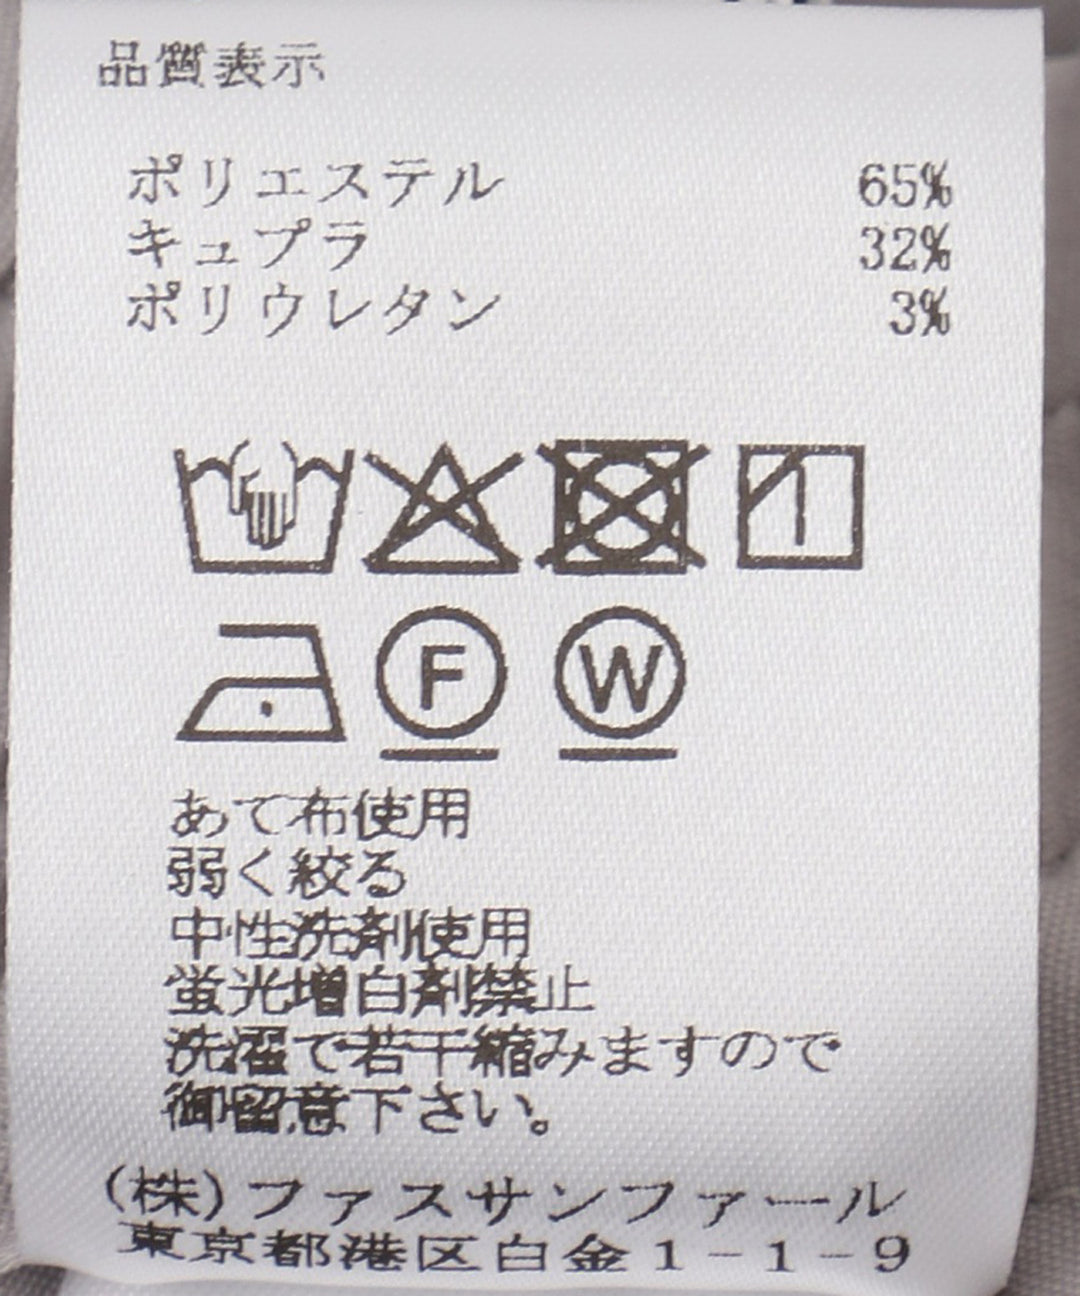 品質表示
ポリエステル 65%
キュプラ 32%
ポリウレタン 3%
F W
あて布使用
弱く絞る
中性洗剤使用
蛍光増白剤禁止
洗濯で若干縮みますので
御留意下さい。
(株)ファスサンファール
東京都港区白金1-1-9